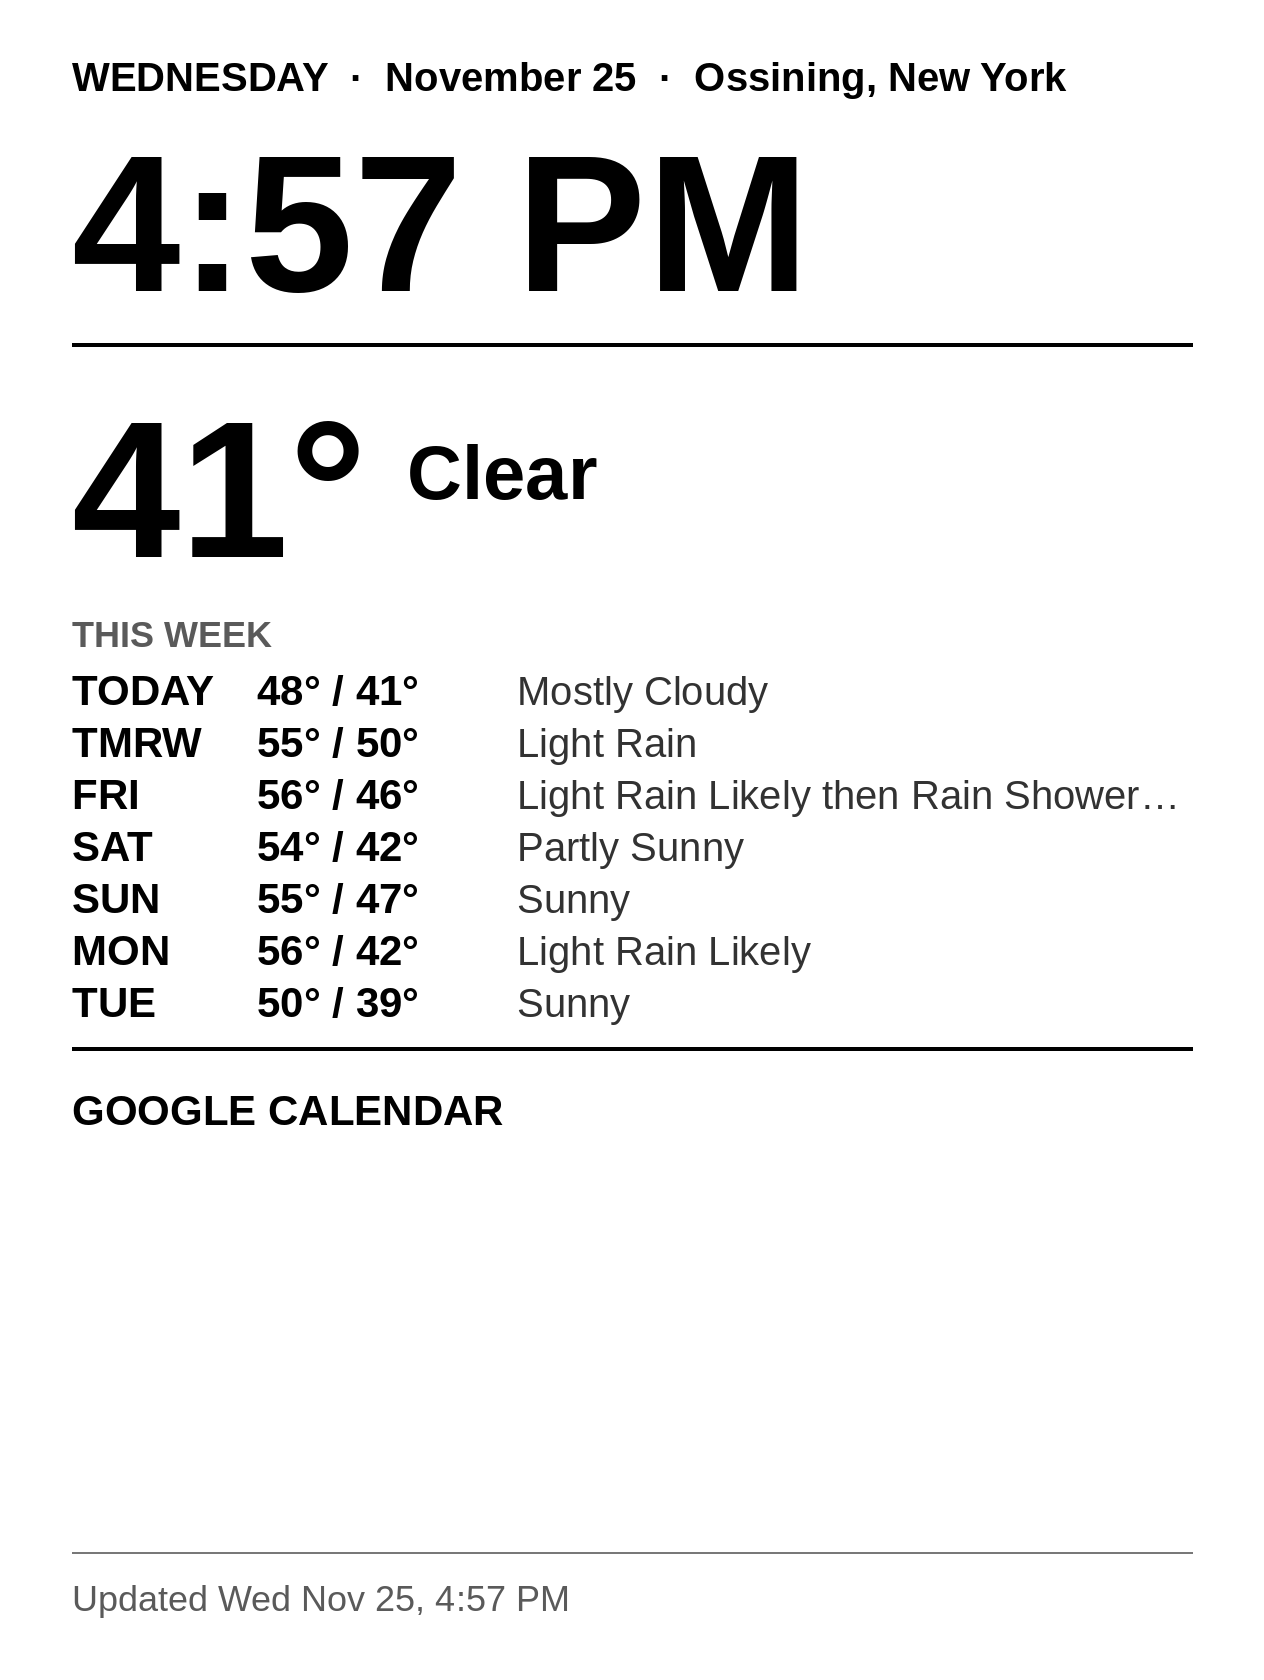 WEDNESDAY · November 25 · Ossining, New York
4:57 PM
41° Clear
THIS WEEK
TODAY 48° / 41° Mostly Cloudy
TMRW 55° / 50° Light Rain
FRI 56° / 46° Light Rain Likely then Rain Shower…
SAT 54° / 42° Partly Sunny
SUN 55° / 47° Sunny
MON 56° / 42° Light Rain Likely
TUE 50° / 39° Sunny
GOOGLE CALENDAR
Updated Wed Nov 25, 4:57 PM